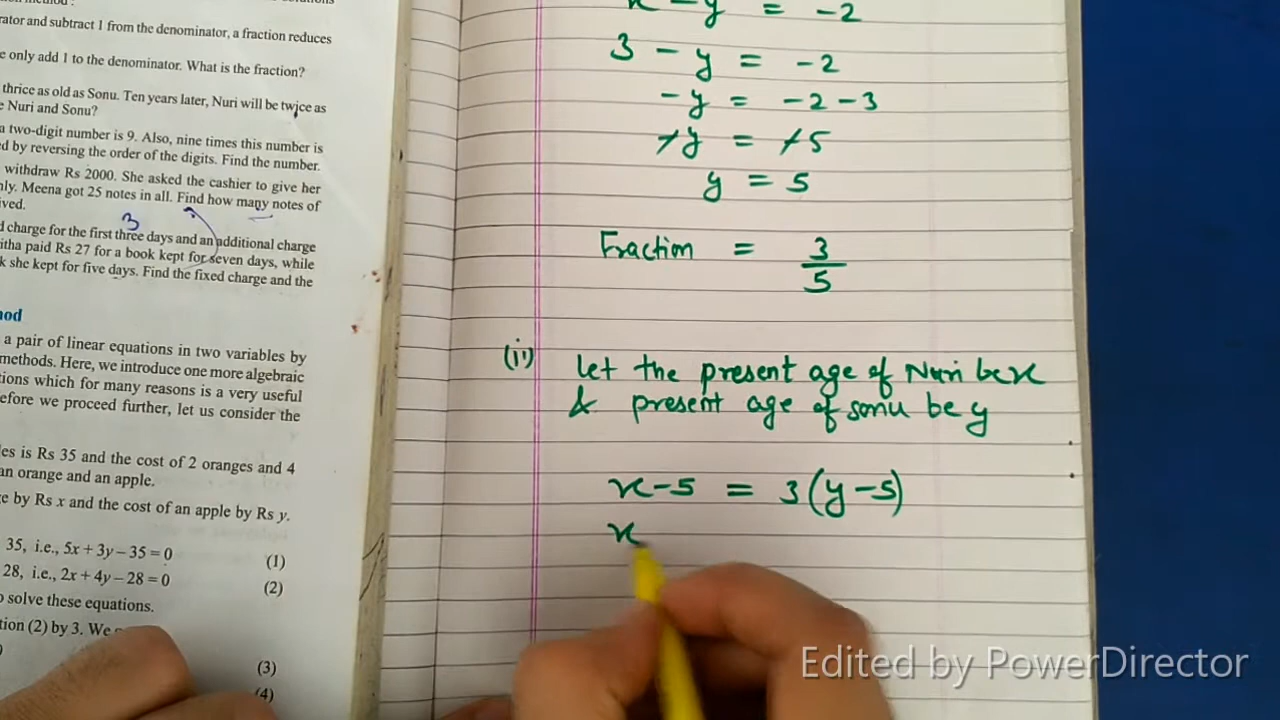 rator and subtract 1 from the denominator, a fraction reduces
e only add 1 to the denominator. What is the fraction?
thrice as old as Sonu. Ten years later, Nuri will be twice as
e Nuri and Sonu?
a two-digit number is 9. Also, nine times this number is
ed by reversing the order of the digits. Find the number.
withdraw Rs 2000. She asked the cashier to give her
nly. Meena got 25 notes in all. Find how many notes of
ived.
3
d charge for the first three days and an additional charge
itha paid Rs 27 for a book kept for seven days, while
k she kept for five days. Find the fixed charge and the
hod
a pair of linear equations in two variables by
methods. Here, we introduce one more algebraic
tions which for many reasons is a very useful
efore we proceed further, let us consider the
les is Rs 35 and the cost of 2 oranges and 4
an orange and an apple.
ge by Rs x and the cost of an apple by Rs y.
35, i.e., 5x + 3y – 35 = 0 (1)
28, i.e., 2x + 4y – 28 = 0 (2)
o solve these equations.
tion (2) by 3. We
(3)
(4)
x - y = -2
3 - y = -2
-y = -2 - 3
-y = -5
y = 5
Fraction = 3/5
(ii) Let the present age of Nuri be x
& present age of sonu be y
x - 5 = 3(y - 5)
x
Edited by PowerDirector